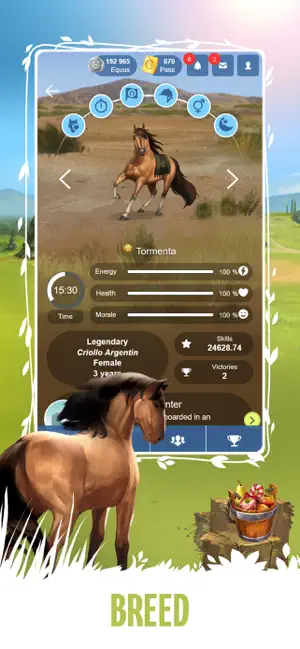 192 965
Equus
670
Pass
6
2
Tormenta
15:30
Time
Energy 100 %
Health 100 %
Morale 100 %
Legendary
Criollo Argentin
Female
3 years
Skills
24628.74
Victories
2
nter
boarded in an
BREED